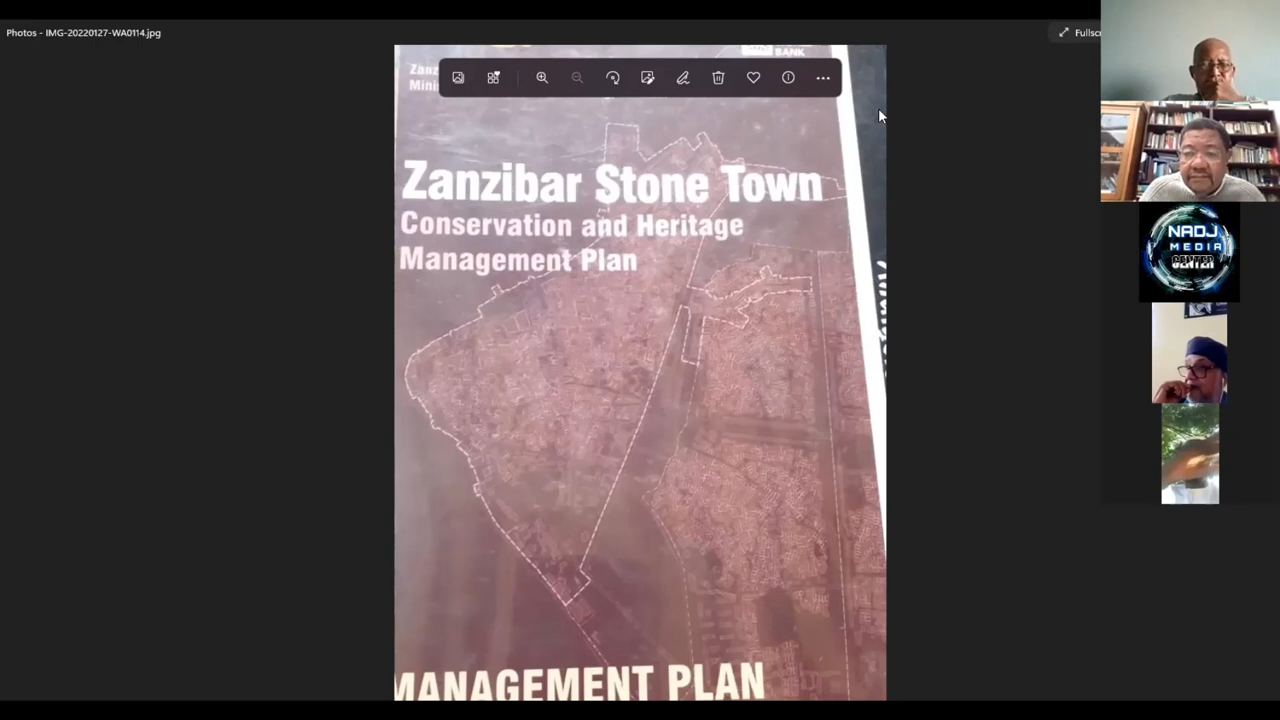 Photos - IMG-20220127-WA0114.jpg
BANK
Zanzibar Stone Town
Conservation and Heritage
Management Plan
MANAGEMENT PLAN
NADJ
MEDIA
CENTER